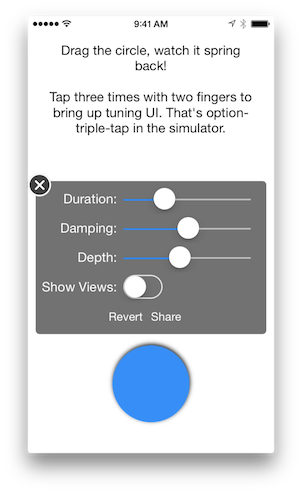 9:41 AM
Drag the circle, watch it spring
back!
Tap three times with two fingers to
bring up tuning UI. That's option-
triple-tap in the simulator.
Duration:
Damping:
Depth:
Show Views:
Revert Share